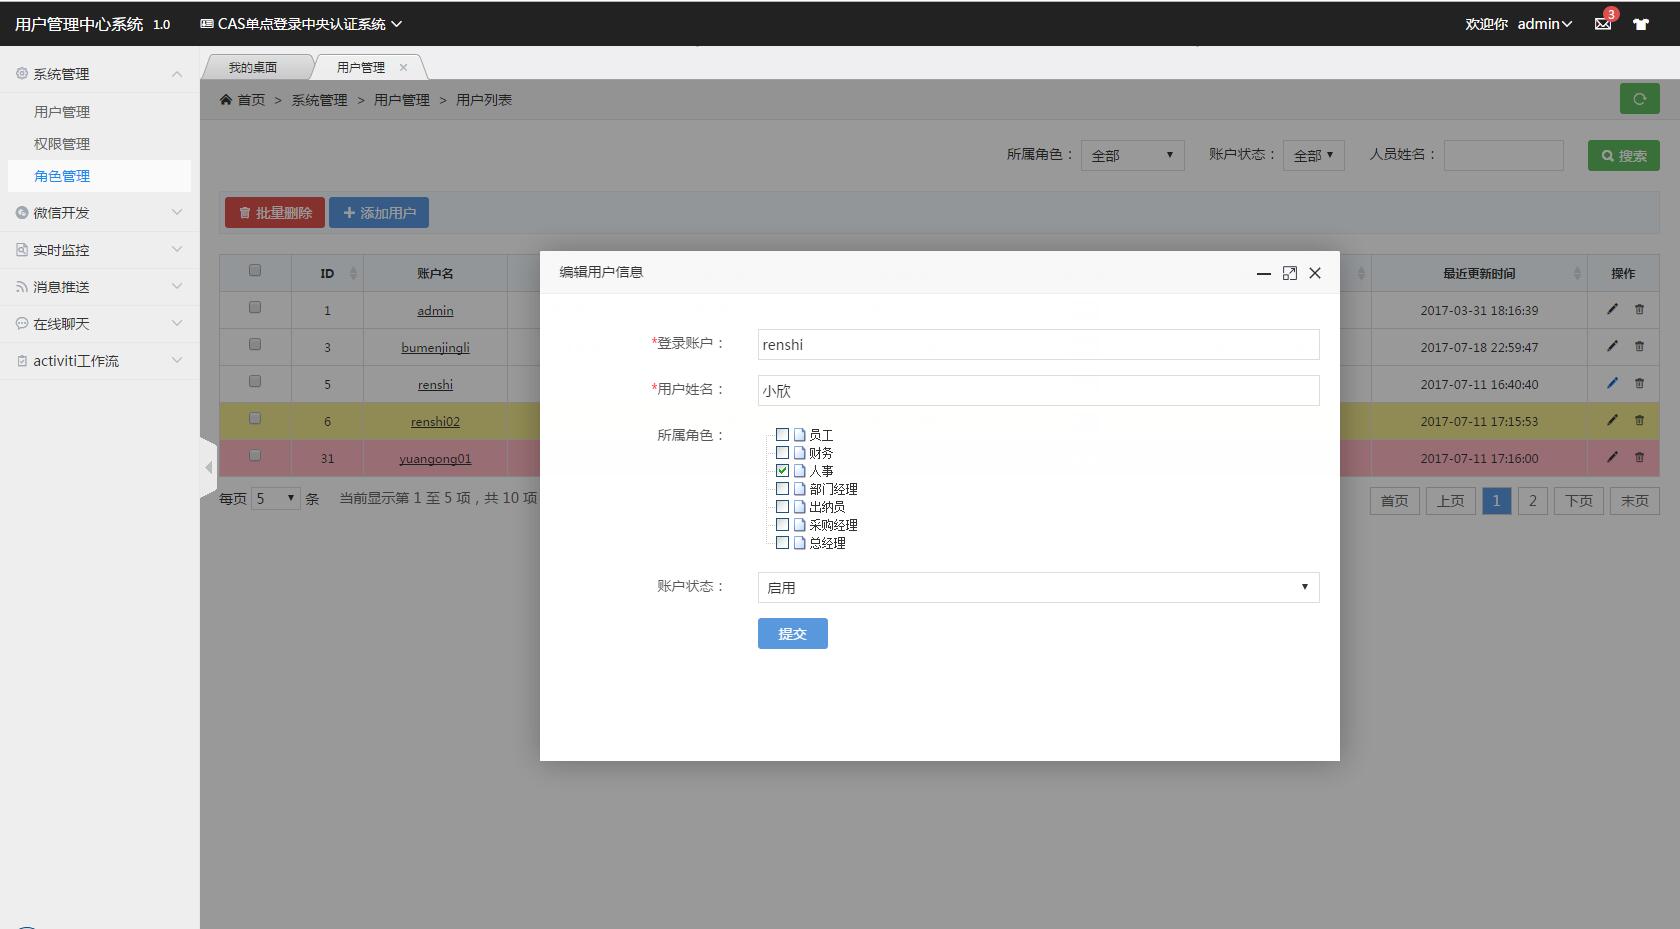 用户管理中心系统 1.0 CAS单点登录中央认证系统 欢迎你 admin 3
系统管理
用户管理
权限管理
角色管理
微信开发
实时监控
消息推送
在线聊天
activiti工作流
我的桌面 用户管理
首页 > 系统管理 > 用户管理 > 用户列表
所属角色： 全部 账户状态： 全部 人员姓名： 搜索
批量删除 添加用户
ID 账户名 最近更新时间 操作
1 admin 2017-03-31 18:16:39
3 bumenjingli 2017-07-18 22:59:47
5 renshi 2017-07-11 16:40:40
6 renshi02 2017-07-11 17:15:53
31 yuangong01 2017-07-11 17:16:00
每页 5 条 当前显示第 1 至 5 项，共 10 项
首页 上页 1 2 下页 末页
编辑用户信息
*登录账户： renshi
*用户姓名： 小欣
所属角色：
员工
财务
人事
部门经理
出纳员
采购经理
总经理
账户状态： 启用
提交